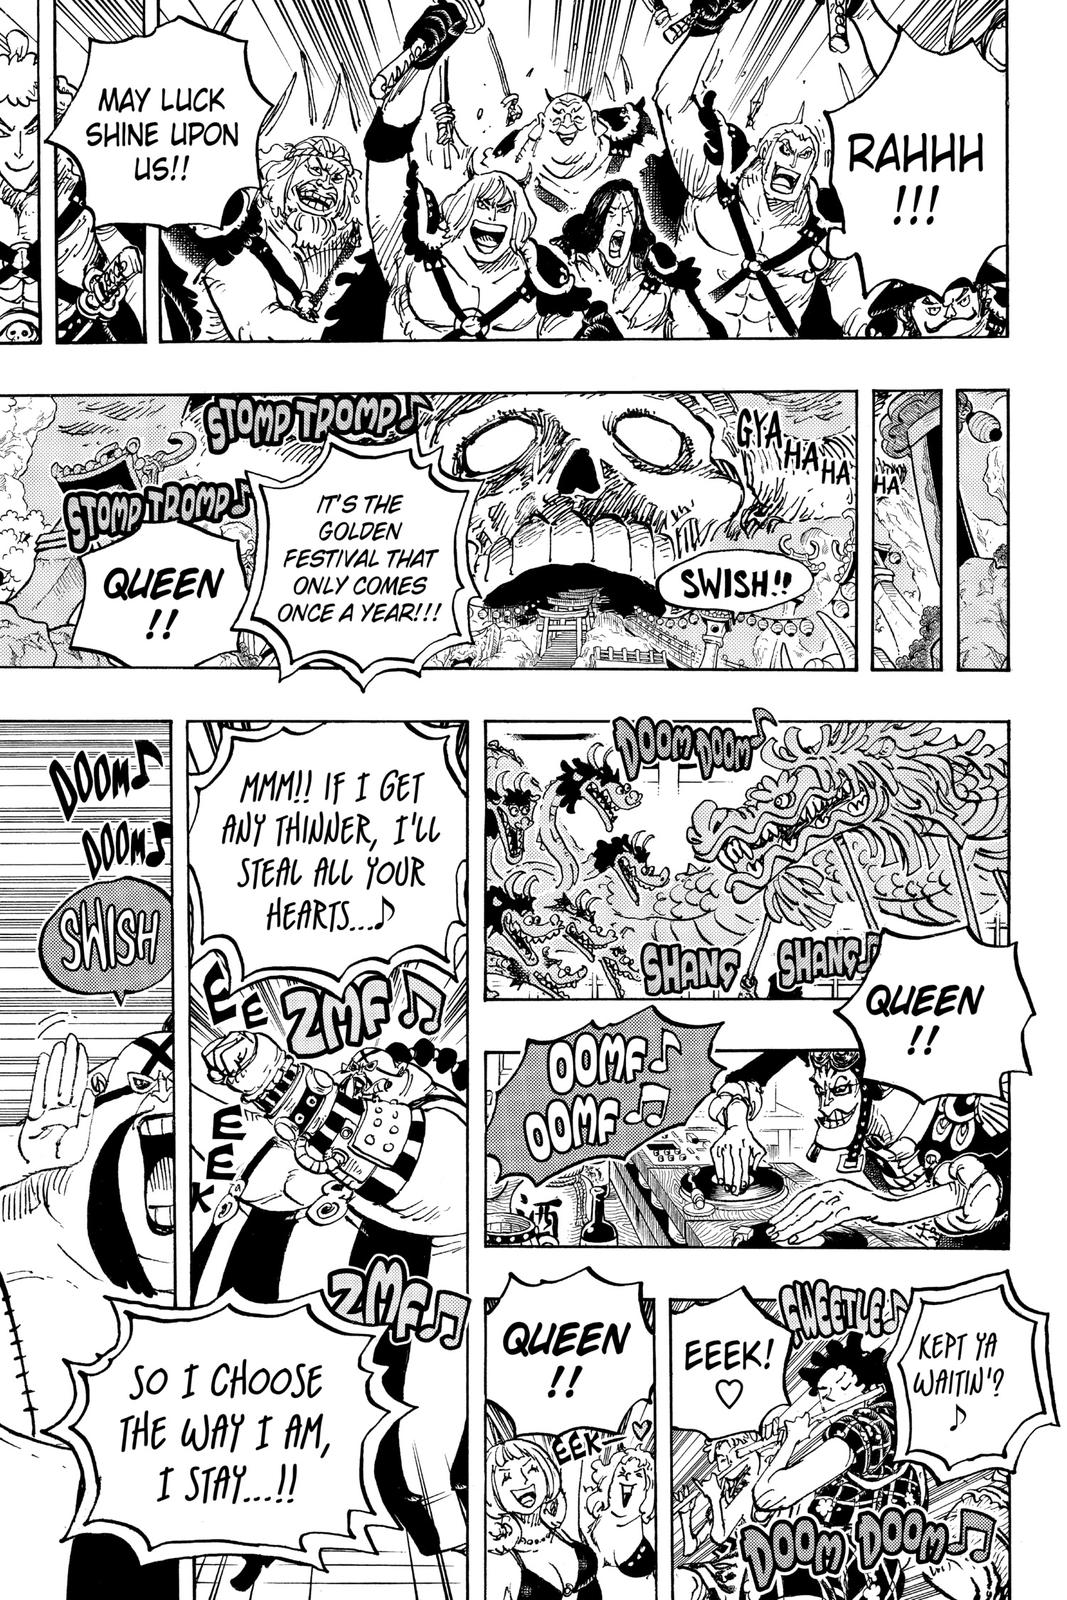 RAHHH
!!!
MAY LUCK
SHINE UPON
US!!
GYA
HA
HA
HA
SWISH!!
STOMP TROMP♪
IT'S THE
GOLDEN
FESTIVAL THAT
ONLY COMES
ONCE A YEAR!!!
STOMP TROMP♪
QUEEN
!!
DOOM DOOM♪
SHANG
SHANG♪
QUEEN
!!
OOMF♪
OOMF♫
酒
KEPT YA
WAITIN'?
♪
TWEETLE♪
EEEK!
♡
DOOM DOOM♫
QUEEN
!!
EEK—♡
MMM!! IF I GET
ANY THINNER, I'LL
STEAL ALL YOUR
HEARTS...♪
EE
ZMF♫
EE
K
ZMF♫
DOOM♪
DOOM♪
SWISH
SO I CHOOSE
THE WAY I AM,
I STAY...!!